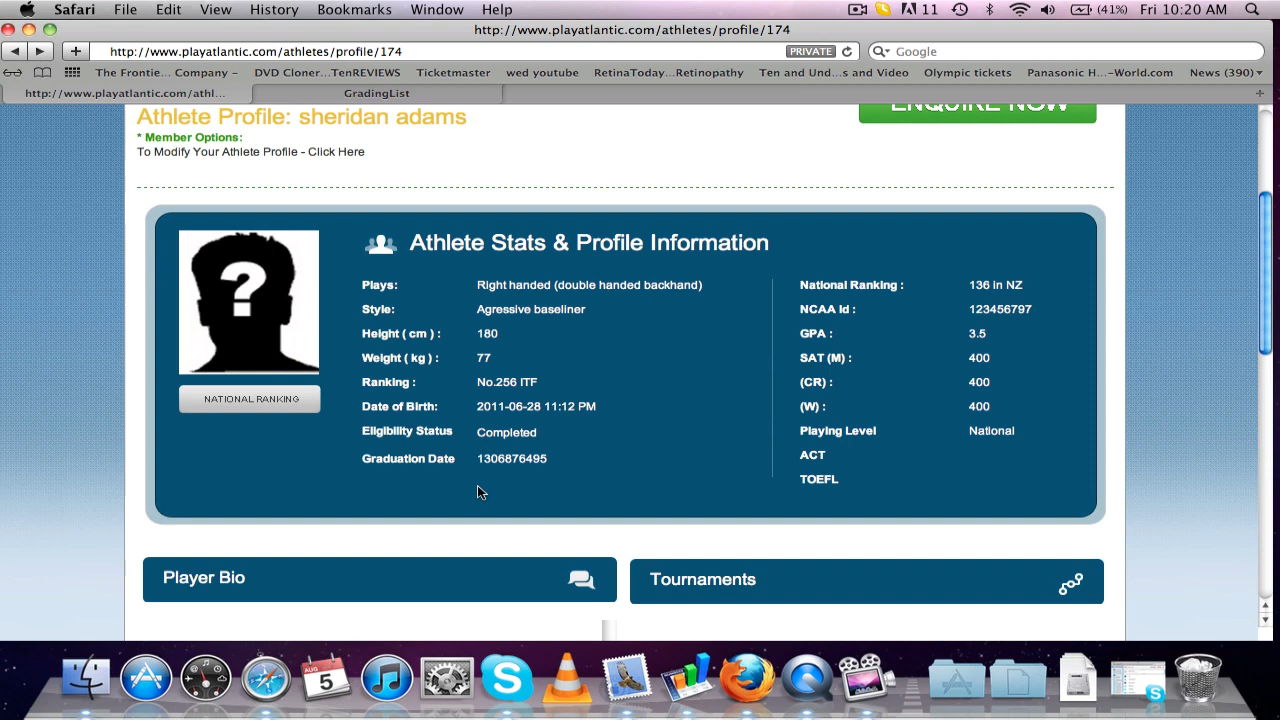 Safari File Edit View History Bookmarks Window Help 11 (41%) Fri 10:20 AM
http://www.playatlantic.com/athletes/profile/174
http://www.playatlantic.com/athletes/profile/174 PRIVATE Google
The Frontie... Company – DVD Cloner...TenREVIEWS Ticketmaster wed youtube RetinaToday...Retinopathy Ten and Und...s and Video Olympic tickets Panasonic H...–World.com News (390)
http://www.playatlantic.com/athl... GradingList
ENQUIRE NOW
Athlete Profile: sheridan adams
* Member Options:
To Modify Your Athlete Profile - Click Here
Athlete Stats & Profile Information
NATIONAL RANKING
Plays: Right handed (double handed backhand)
Style: Agressive baseliner
Height ( cm ) : 180
Weight ( kg ) : 77
Ranking : No.256 ITF
Date of Birth: 2011-06-28 11:12 PM
Eligibility Status Completed
Graduation Date 1306876495
National Ranking : 136 in NZ
NCAA Id : 123456797
GPA : 3.5
SAT (M) : 400
(CR) : 400
(W) : 400
Playing Level National
ACT
TOEFL
Player Bio
Tournaments
AUG
5